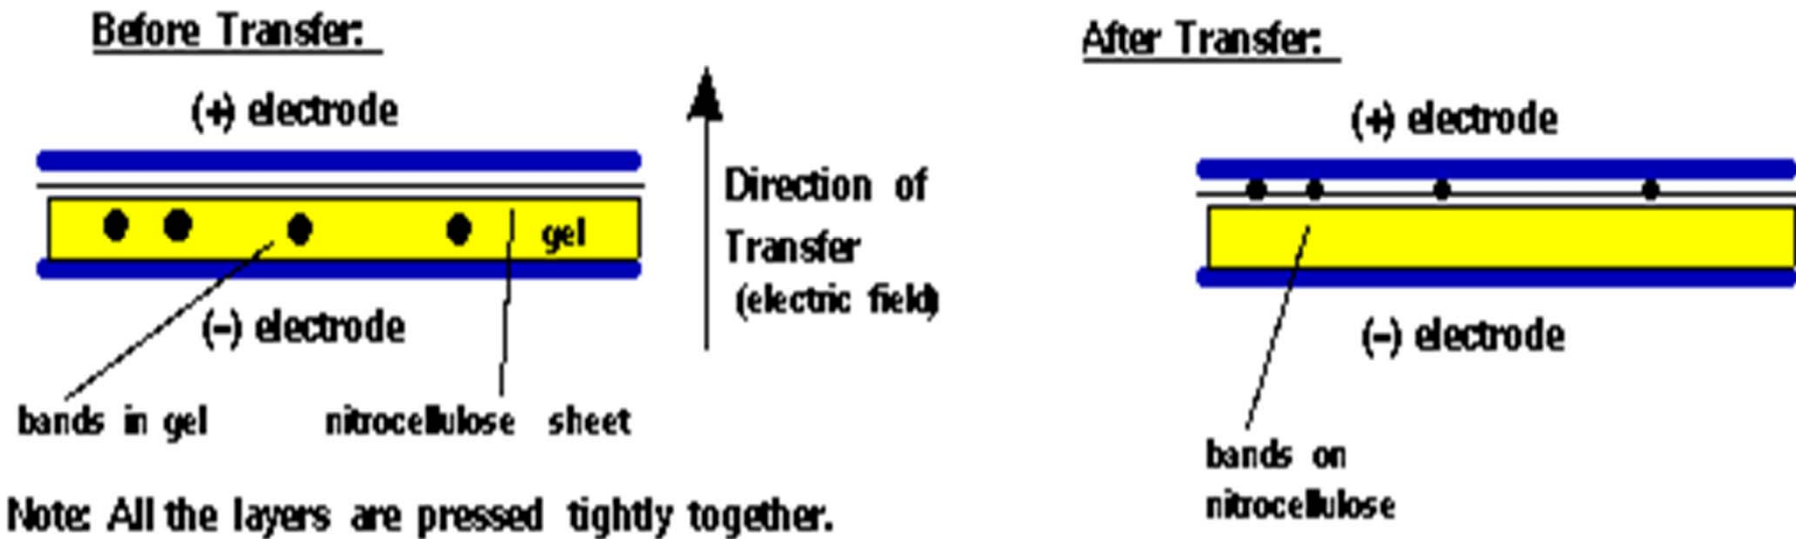 Before Transfer:
(+) electrode
gel
(-) electrode
bands in gel
nitrocellulose sheet
Direction of
Transfer
(electric field)
After Transfer:
(+) electrode
(-) electrode
bands on
nitrocellulose
Note: All the layers are pressed tightly together.